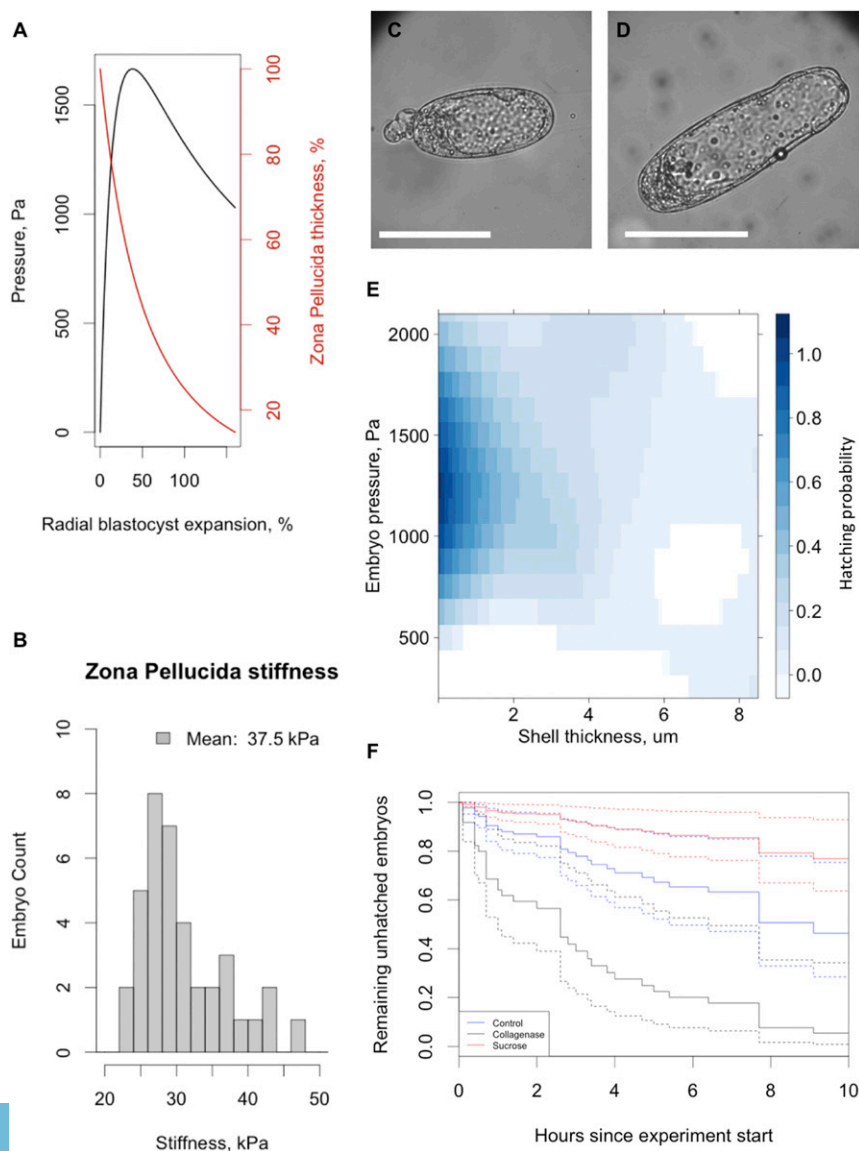 A
Pressure, Pa
0
500
1000
1500
Zona Pellucida thickness, %
20
40
60
80
100
0
50
100
Radial blastocyst expansion, %
B
Zona Pellucida stiffness
Mean: 37.5 kPa
Embryo Count
0
2
4
6
8
10
20
30
40
50
Stiffness, kPa
C
D
E
Embryo pressure, Pa
500
1000
1500
2000
2
4
6
8
Shell thickness, um
Hatching probability
0.0
0.2
0.4
0.6
0.8
1.0
F
Remaining unhatched embryos
0.0
0.2
0.4
0.6
0.8
1.0
Control
Collagenase
Sucrose
0
2
4
6
8
10
Hours since experiment start